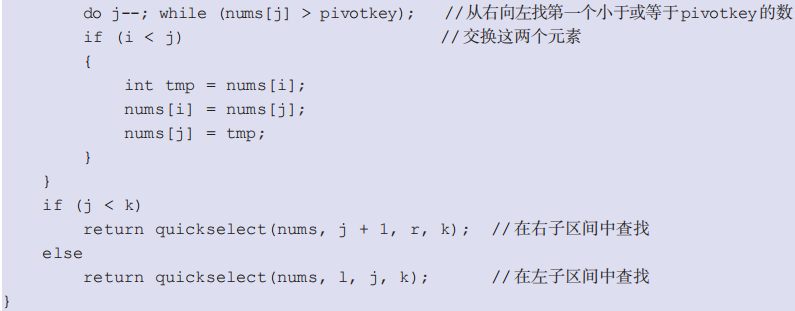 do j--; while (nums[j] > pivotkey);   //从右向左找第一个小于或等于pivotkey的数
if (i < j)                            //交换这两个元素
{
int tmp = nums[i];
nums[i] = nums[j];
nums[j] = tmp;
}
}
if (j < k)
return quickselect(nums, j + 1, r, k);  //在右子区间中查找
else
return quickselect(nums, l, j, k);      //在左子区间中查找
}